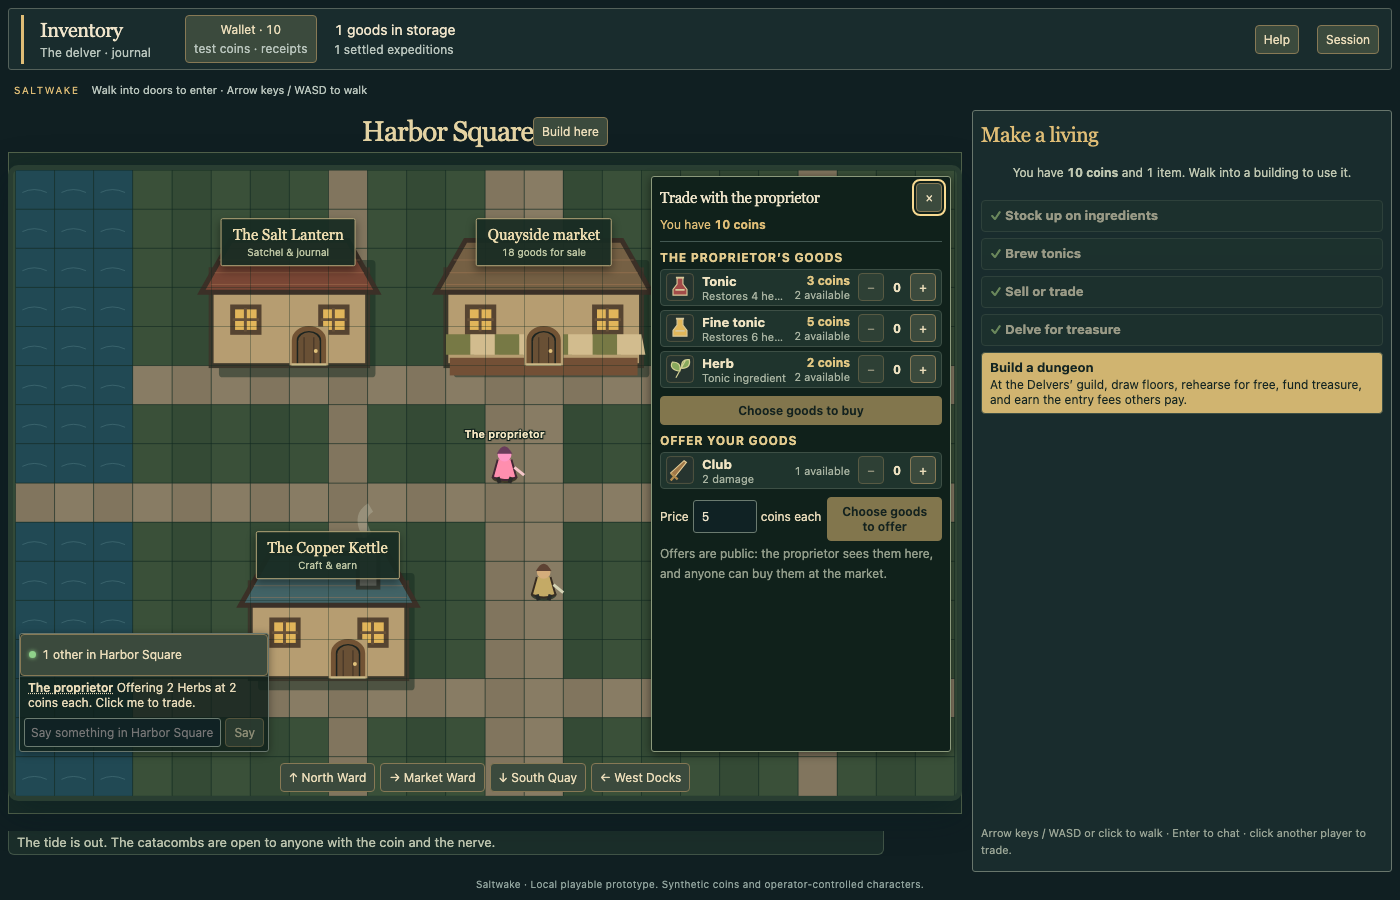 Inventory
The delver · journal
Wallet · 10
test coins · receipts
1 goods in storage
1 settled expeditions
Help
Session
SALTWAKE
Walk into doors to enter · Arrow keys / WASD to walk
Harbor Square
Build here
The Salt Lantern
Satchel & journal
Quayside market
18 goods for sale
The proprietor
The Copper Kettle
Craft & earn
1 other in Harbor Square
The proprietor Offering 2 Herbs at 2
coins each. Click me to trade.
Say something in Harbor Square
Say
↑ North Ward
→ Market Ward
↓ South Quay
← West Docks
Trade with the proprietor
×
You have 10 coins
THE PROPRIETOR'S GOODS
Tonic
3 coins
Restores 4 he...
2 available
− 0 +
Fine tonic
5 coins
Restores 6 he...
2 available
− 0 +
Herb
2 coins
Tonic ingredient
2 available
− 0 +
Choose goods to buy
OFFER YOUR GOODS
Club
2 damage
1 available
− 0 +
Price
5
coins each
Choose goods
to offer
Offers are public: the proprietor sees them here,
and anyone can buy them at the market.
Make a living
You have 10 coins and 1 item. Walk into a building to use it.
✓ Stock up on ingredients
✓ Brew tonics
✓ Sell or trade
✓ Delve for treasure
Build a dungeon
At the Delvers' guild, draw floors, rehearse for free, fund treasure,
and earn the entry fees others pay.
Arrow keys / WASD or click to walk · Enter to chat · click another player to
trade.
The tide is out. The catacombs are open to anyone with the coin and the nerve.
Saltwake · Local playable prototype. Synthetic coins and operator-controlled characters.